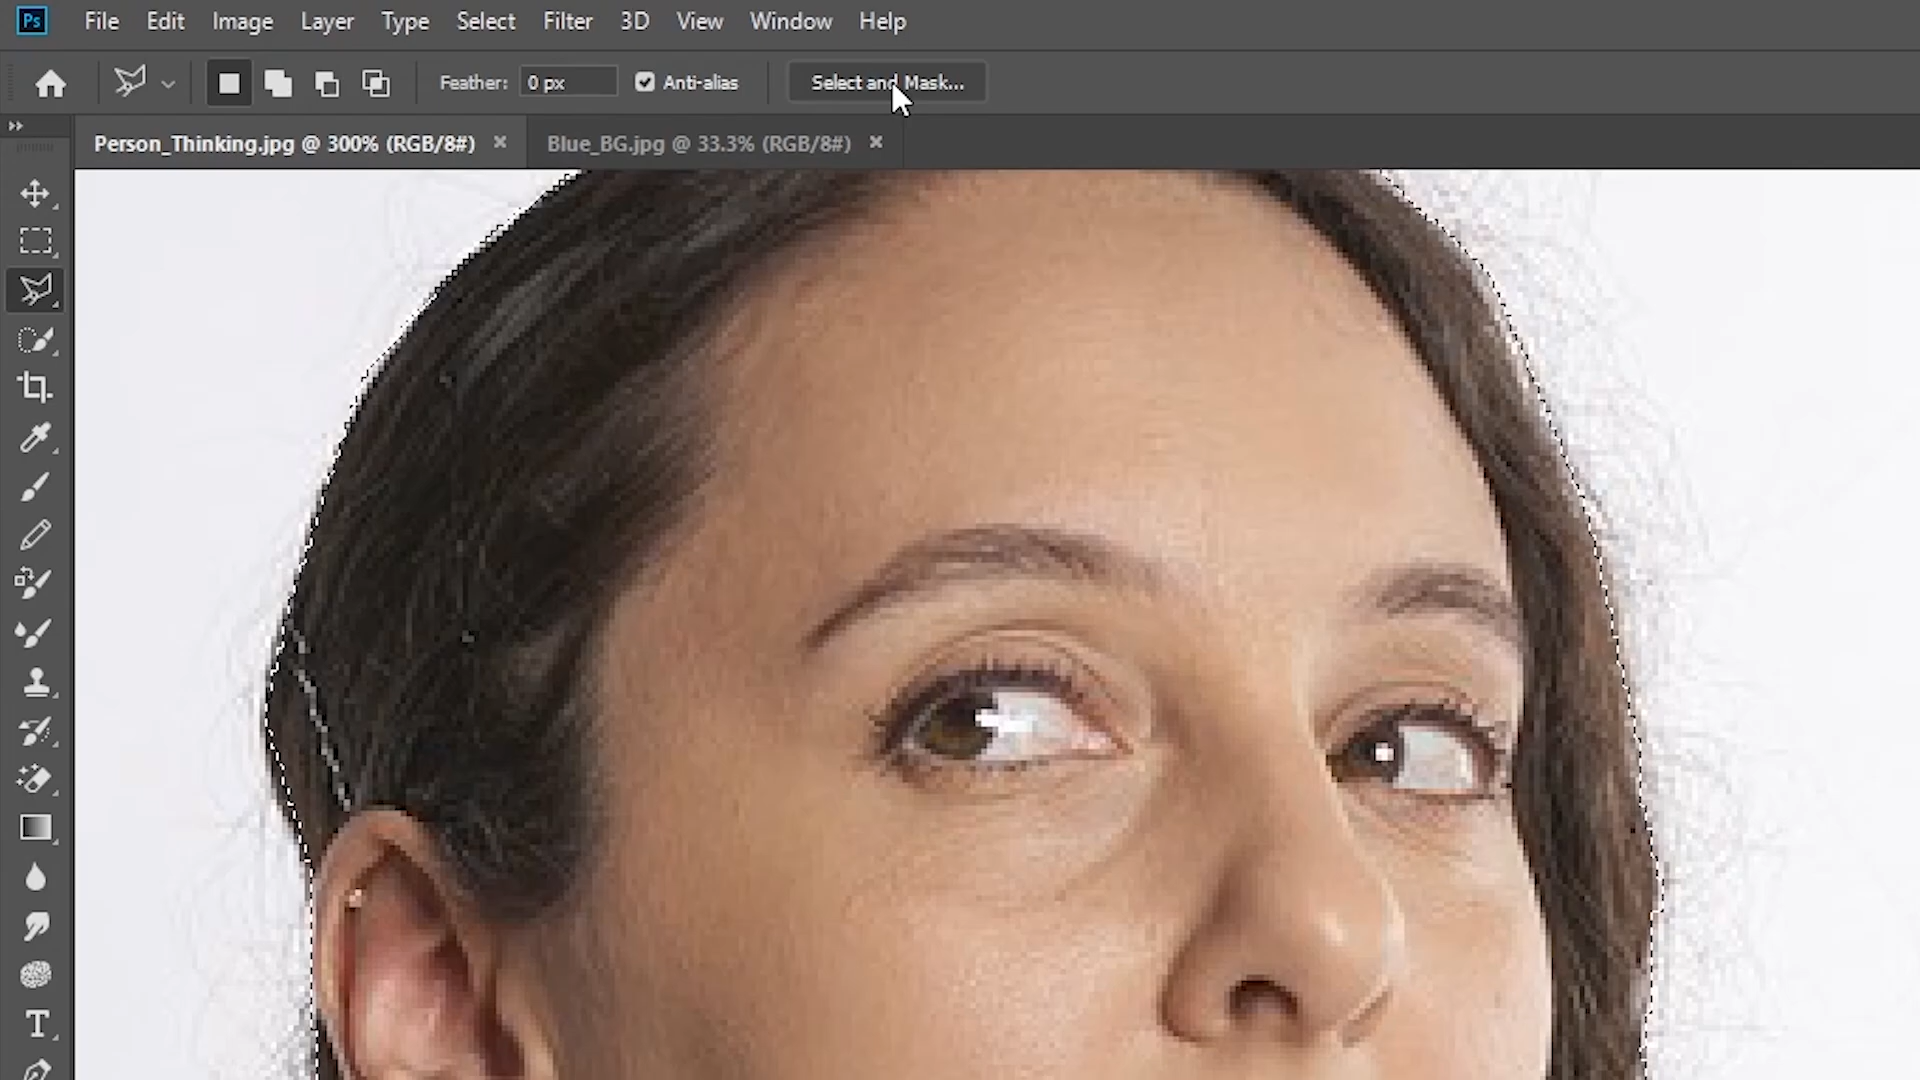 Ps File Edit Image Layer Type Select Filter 3D View Window Help
Feather: 0 px Anti-alias Select and Mask...
Person_Thinking.jpg @ 300% (RGB/8#) × Blue_BG.jpg @ 33.3% (RGB/8#) ×